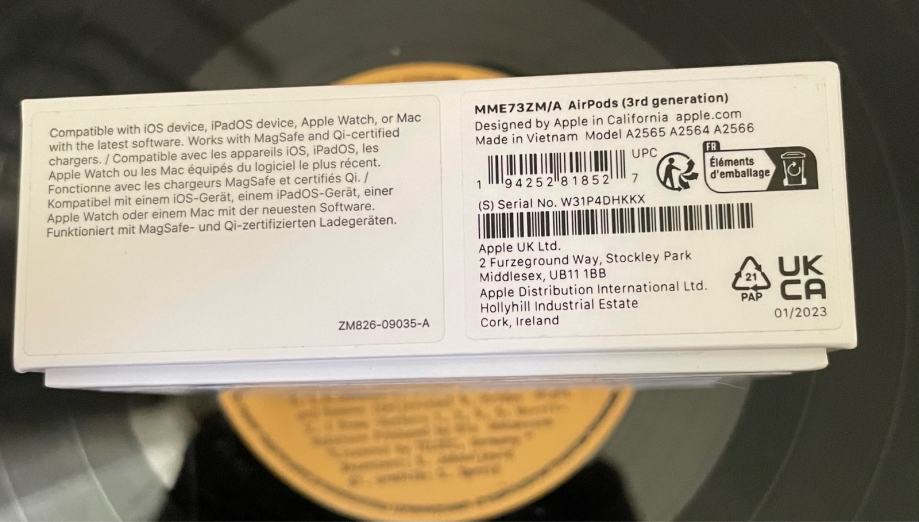 Compatible with iOS device, iPadOS device, Apple Watch, or Mac
with the latest software. Works with MagSafe and Qi-certified
chargers. / Compatible avec les appareils iOS, iPadOS, les
Apple Watch ou les Mac équipés du logiciel le plus récent.
Fonctionne avec les chargeurs MagSafe et certifiés Qi. /
Kompatibel mit einem iOS-Gerät, einem iPadOS-Gerät, einer
Apple Watch oder einem Mac mit der neuesten Software.
Funktioniert mit MagSafe- und Qi-zertifizierten Ladegeräten.
ZM826-09035-A
MME73ZM/A AirPods (3rd generation)
Designed by Apple in California apple.com
Made in Vietnam Model A2565 A2564 A2566
UPC
1 94252 81852 7
FR
Éléments
d'emballage
(S) Serial No. W31P4DHKKX
Apple UK Ltd.
2 Furzeground Way, Stockley Park
Middlesex, UB11 1BB
Apple Distribution International Ltd.
Hollyhill Industrial Estate
Cork, Ireland
21
PAP
UK
CA
01/2023